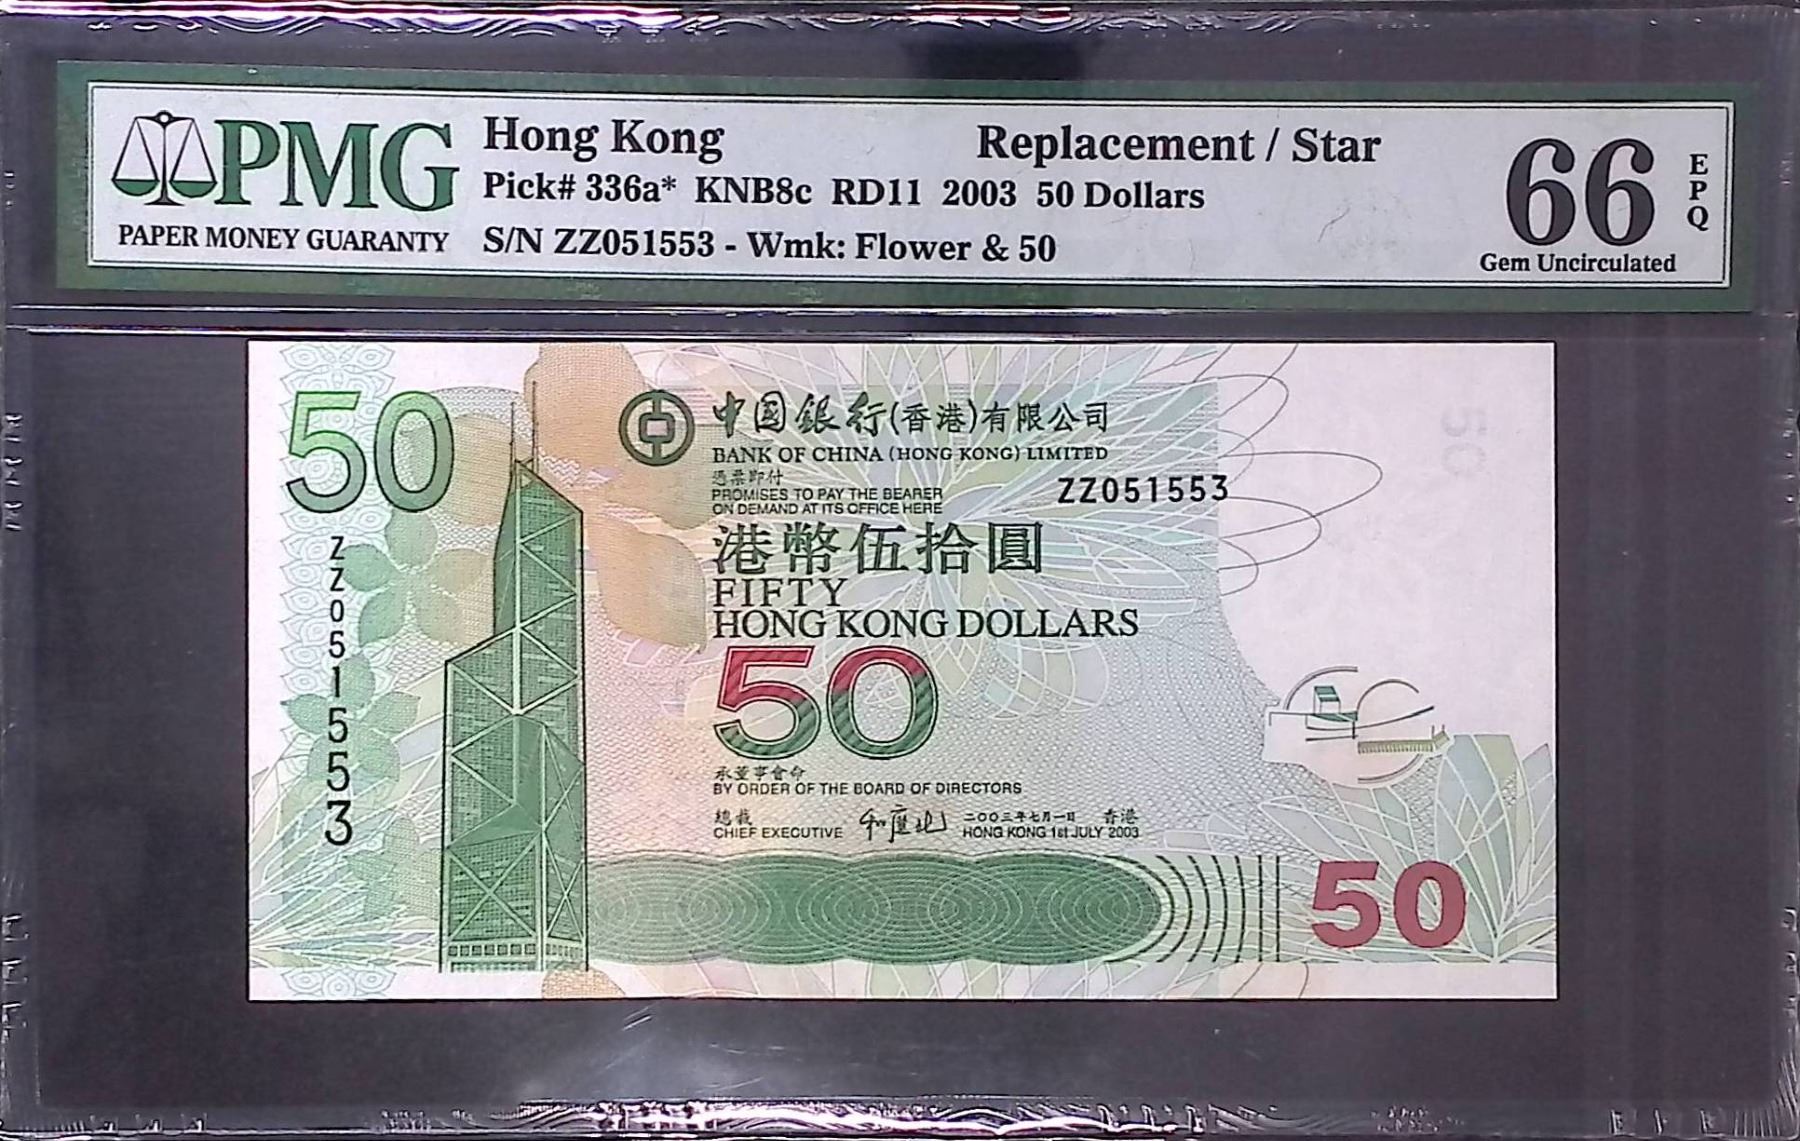 PMG
PAPER MONEY GUARANTY
Hong Kong
Replacement / Star
Pick# 336a* KNB8c RD11 2003 50 Dollars
S/N ZZ051553 - Wmk: Flower & 50
66
EPQ
Gem Uncirculated
50
中国銀行(香港)有限公司
BANK OF CHINA (HONG KONG) LIMITED
憑票即付
PROMISES TO PAY THE BEARER
ON DEMAND AT ITS OFFICE HERE
ZZ051553
港幣伍拾圓
FIFTY
HONG KONG DOLLARS
ZZ051553
50
承董事會命
BY ORDER OF THE BOARD OF DIRECTORS
總裁
CHIEF EXECUTIVE
二〇〇三年七月一日 香港
HONG KONG 1st JULY 2003
50